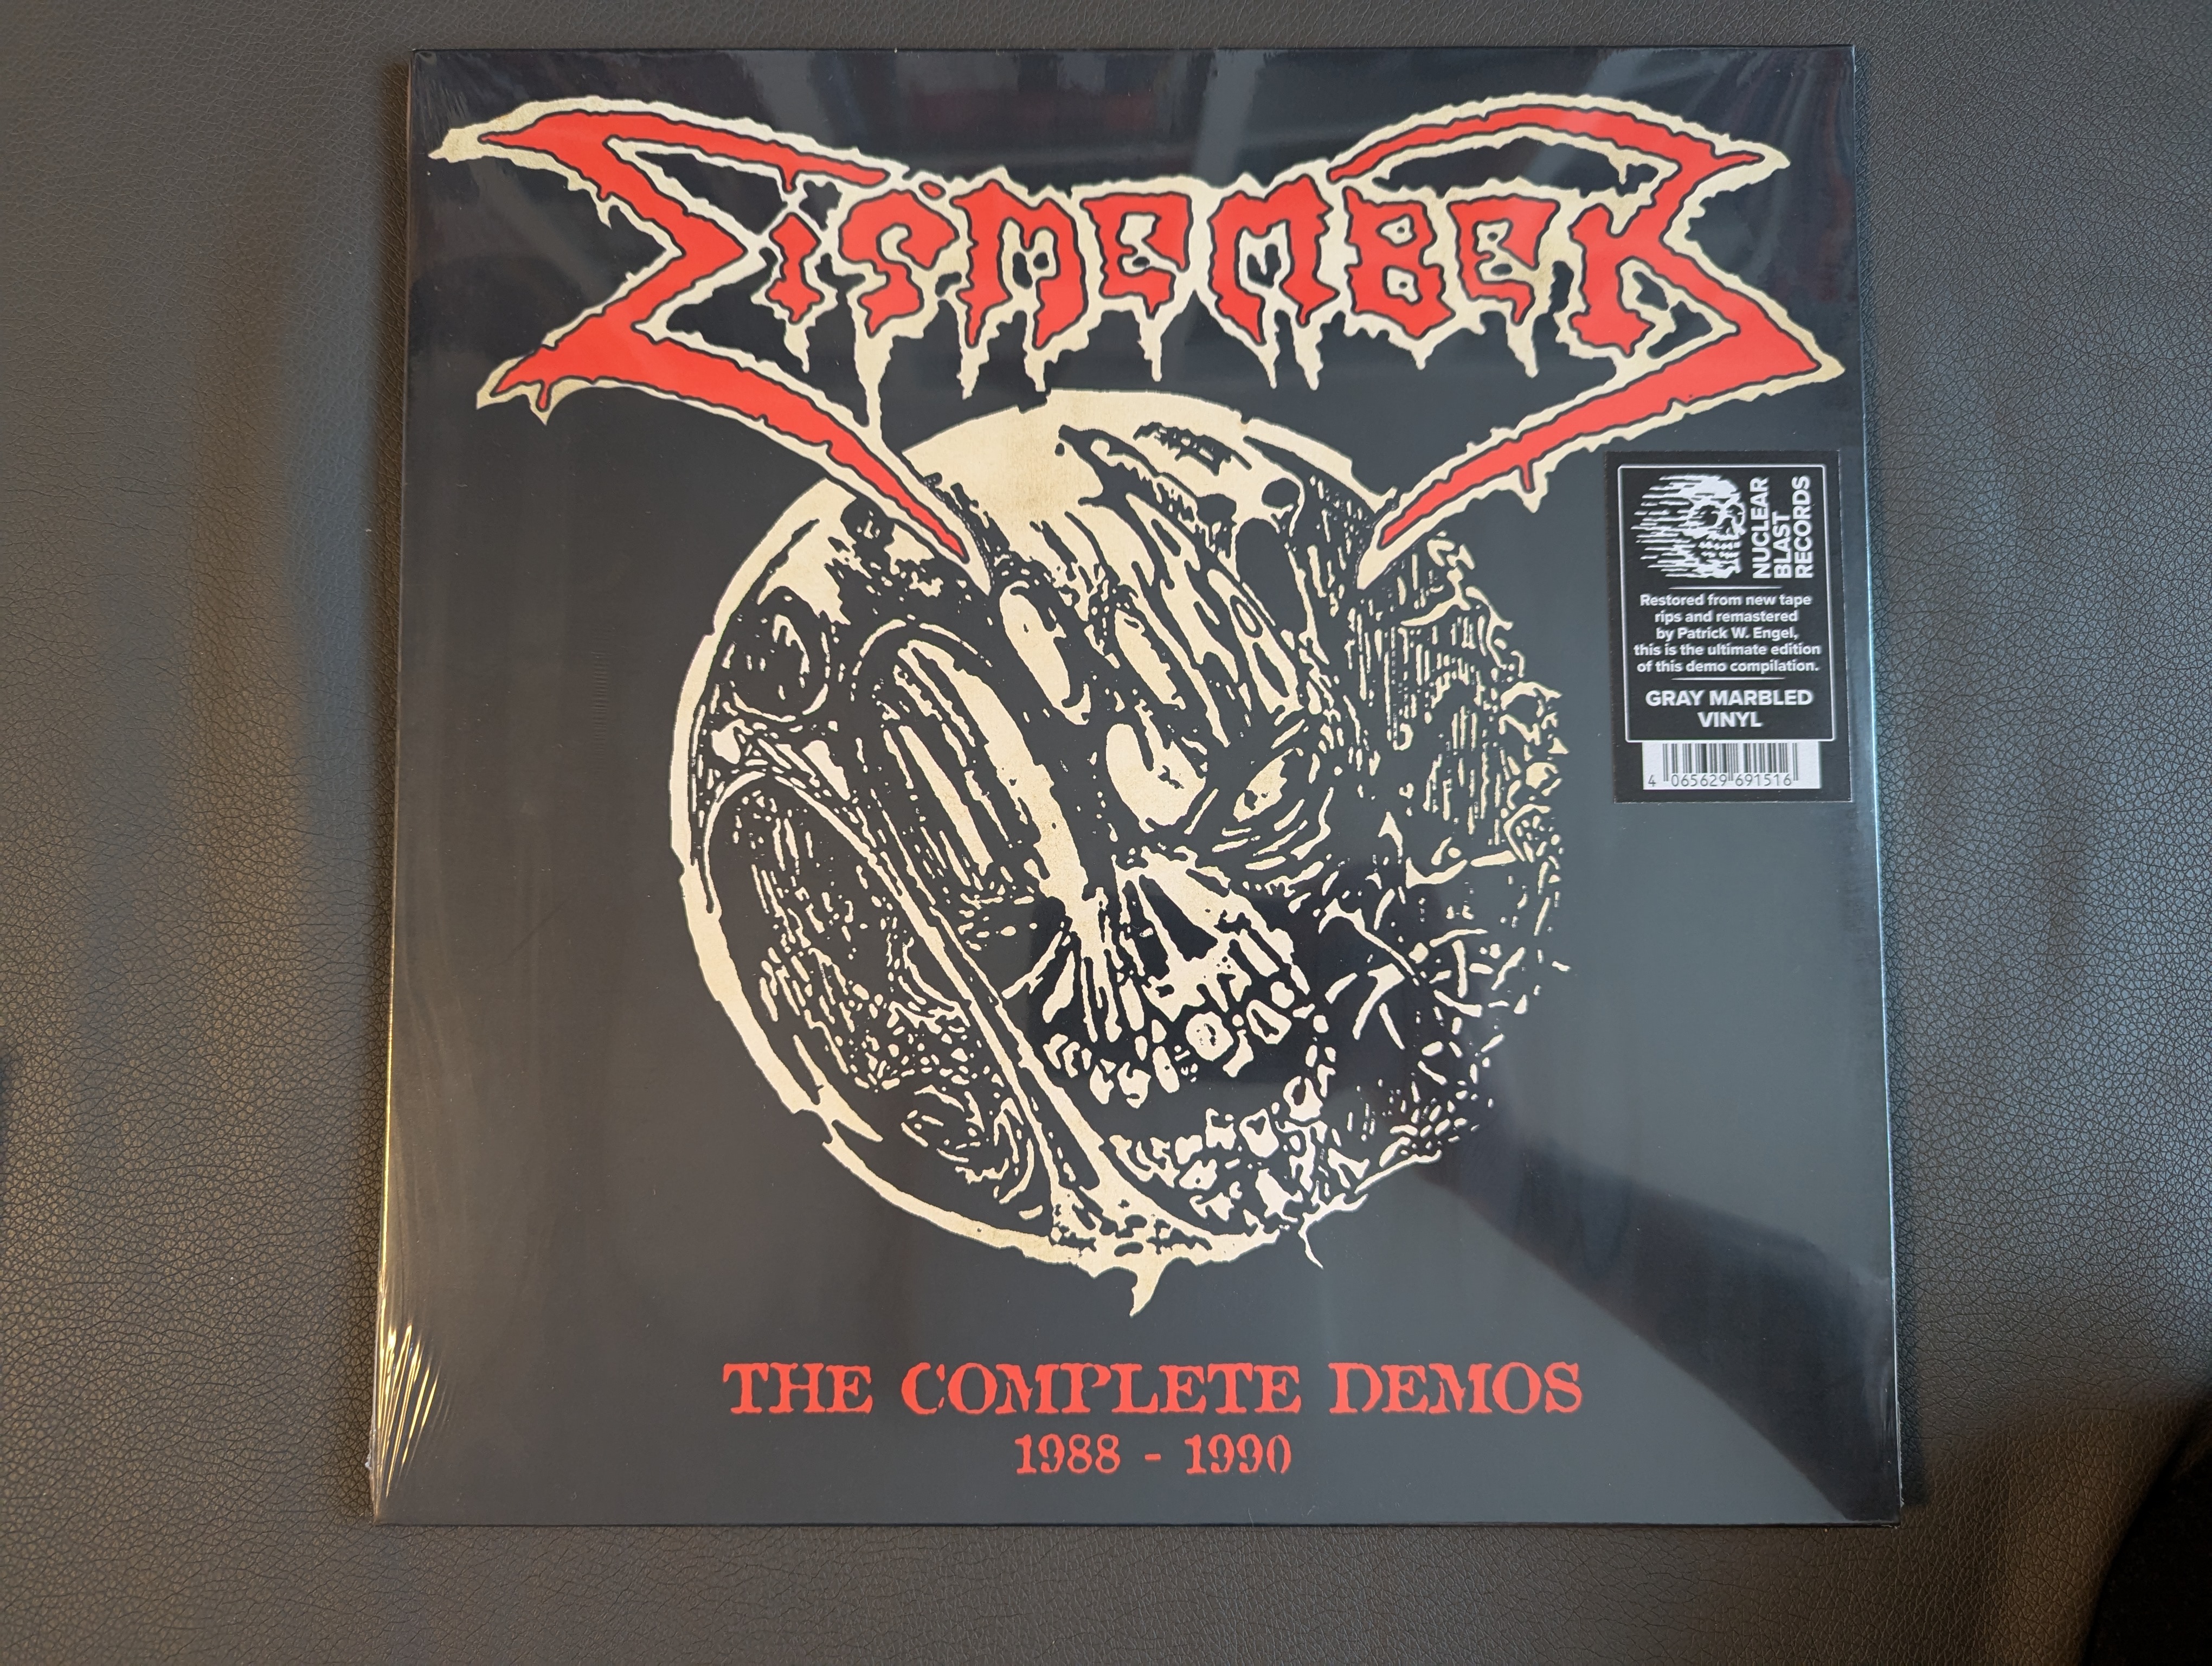 DISMEMBER
NUCLEAR
BLAST
RECORDS
Restored from new tape
rips and remastered
by Patrick W. Engel,
this is the ultimate edition
of this demo compilation.
GRAY MARBLED
VINYL
4 065629 691516
THE COMPLETE DEMOS
1988 - 1990